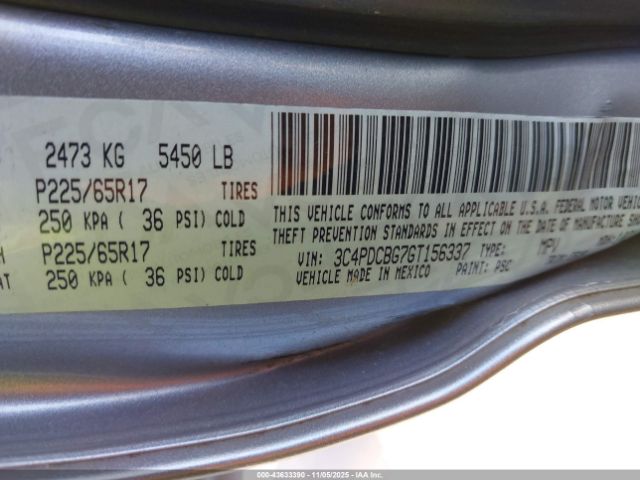 2473 KG 5450 LB
P225/65R17 TIRES
250 KPA ( 36 PSI) COLD
P225/65R17 TIRES
250 KPA ( 36 PSI) COLD
THIS VEHICLE CONFORMS TO ALL APPLICABLE U.S.A. FEDERAL MOTOR VEHICLE
THEFT PREVENTION STANDARDS IN EFFECT ON THE DATE OF MANUFACTURE
VIN: 3C4PDCBG7GT156337 TYPE: MPV
VEHICLE MADE IN MEXICO PAINT: PSC
000-43633390 - 11/05/2025 - IAA, Inc.